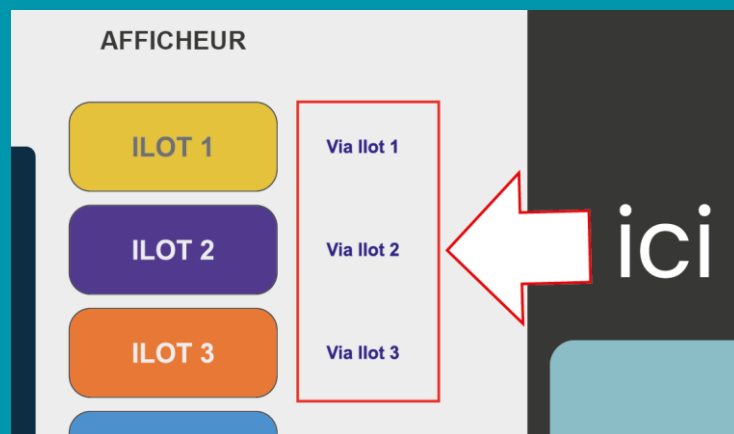 AFFICHEUR
ILOT 1
Via Ilot 1
ILOT 2
Via Ilot 2
ici
ILOT 3
Via Ilot 3